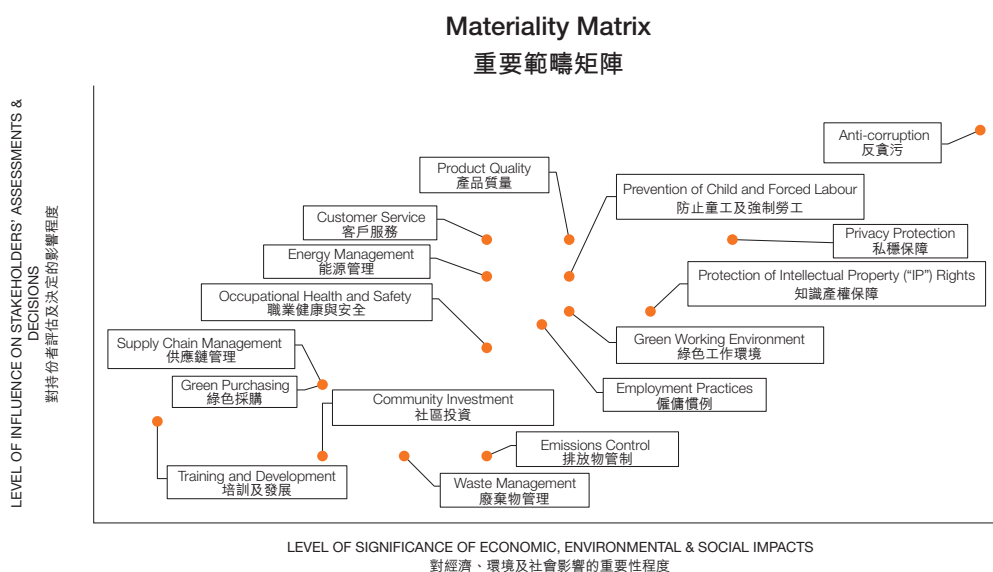 Materiality Matrix
重要範疇矩陣
LEVEL OF INFLUENCE ON STAKEHOLDERS' ASSESSMENTS &
DECISIONS
對持份者評估及決定的影響程度
Anti-corruption
反貪污
Product Quality
產品質量
Prevention of Child and Forced Labour
防止童工及強制勞工
Customer Service
客戶服務
Privacy Protection
私穩保障
Energy Management
能源管理
Protection of Intellectual Property (“IP”) Rights
知識產權保障
Occupational Health and Safety
職業健康與安全
Green Working Environment
綠色工作環境
Supply Chain Management
供應鏈管理
Green Purchasing
綠色採購
Employment Practices
僱傭慣例
Community Investment
社區投資
Emissions Control
排放物管制
Training and Development
培訓及發展
Waste Management
廢棄物管理
LEVEL OF SIGNIFICANCE OF ECONOMIC, ENVIRONMENTAL & SOCIAL IMPACTS
對經濟、環境及社會影響的重要性程度